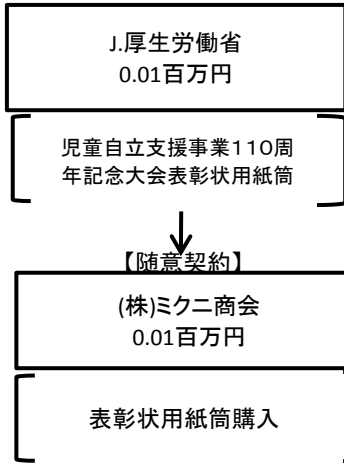 J.厚生労働省
0.01百万円
児童自立支援事業110周
年記念大会表彰状用紙筒
【随意契約】
(株)ミクニ商会
0.01百万円
表彰状用紙筒購入